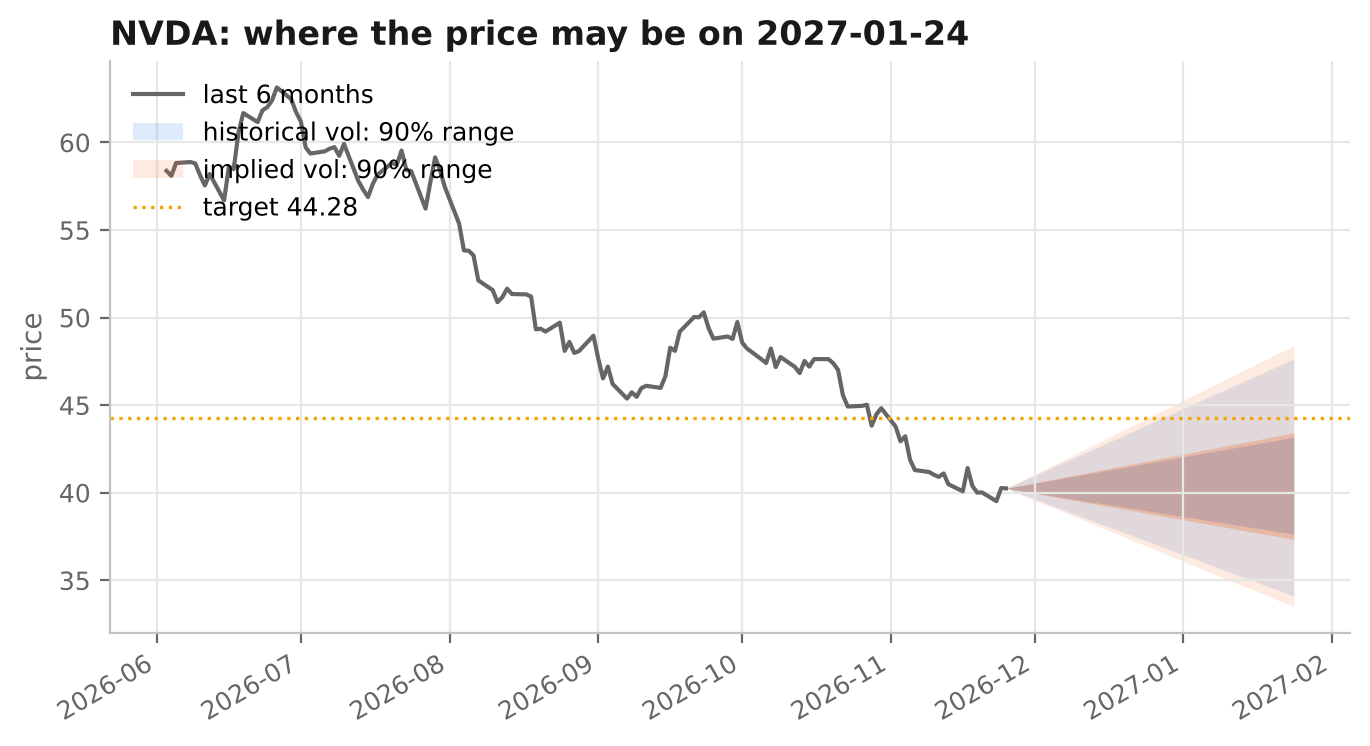 NVDA: where the price may be on 2027-01-24
last 6 months
historical vol: 90% range
implied vol: 90% range
target 44.28
price
60
55
50
45
40
35
2026-06
2026-07
2026-08
2026-09
2026-10
2026-11
2026-12
2027-01
2027-02